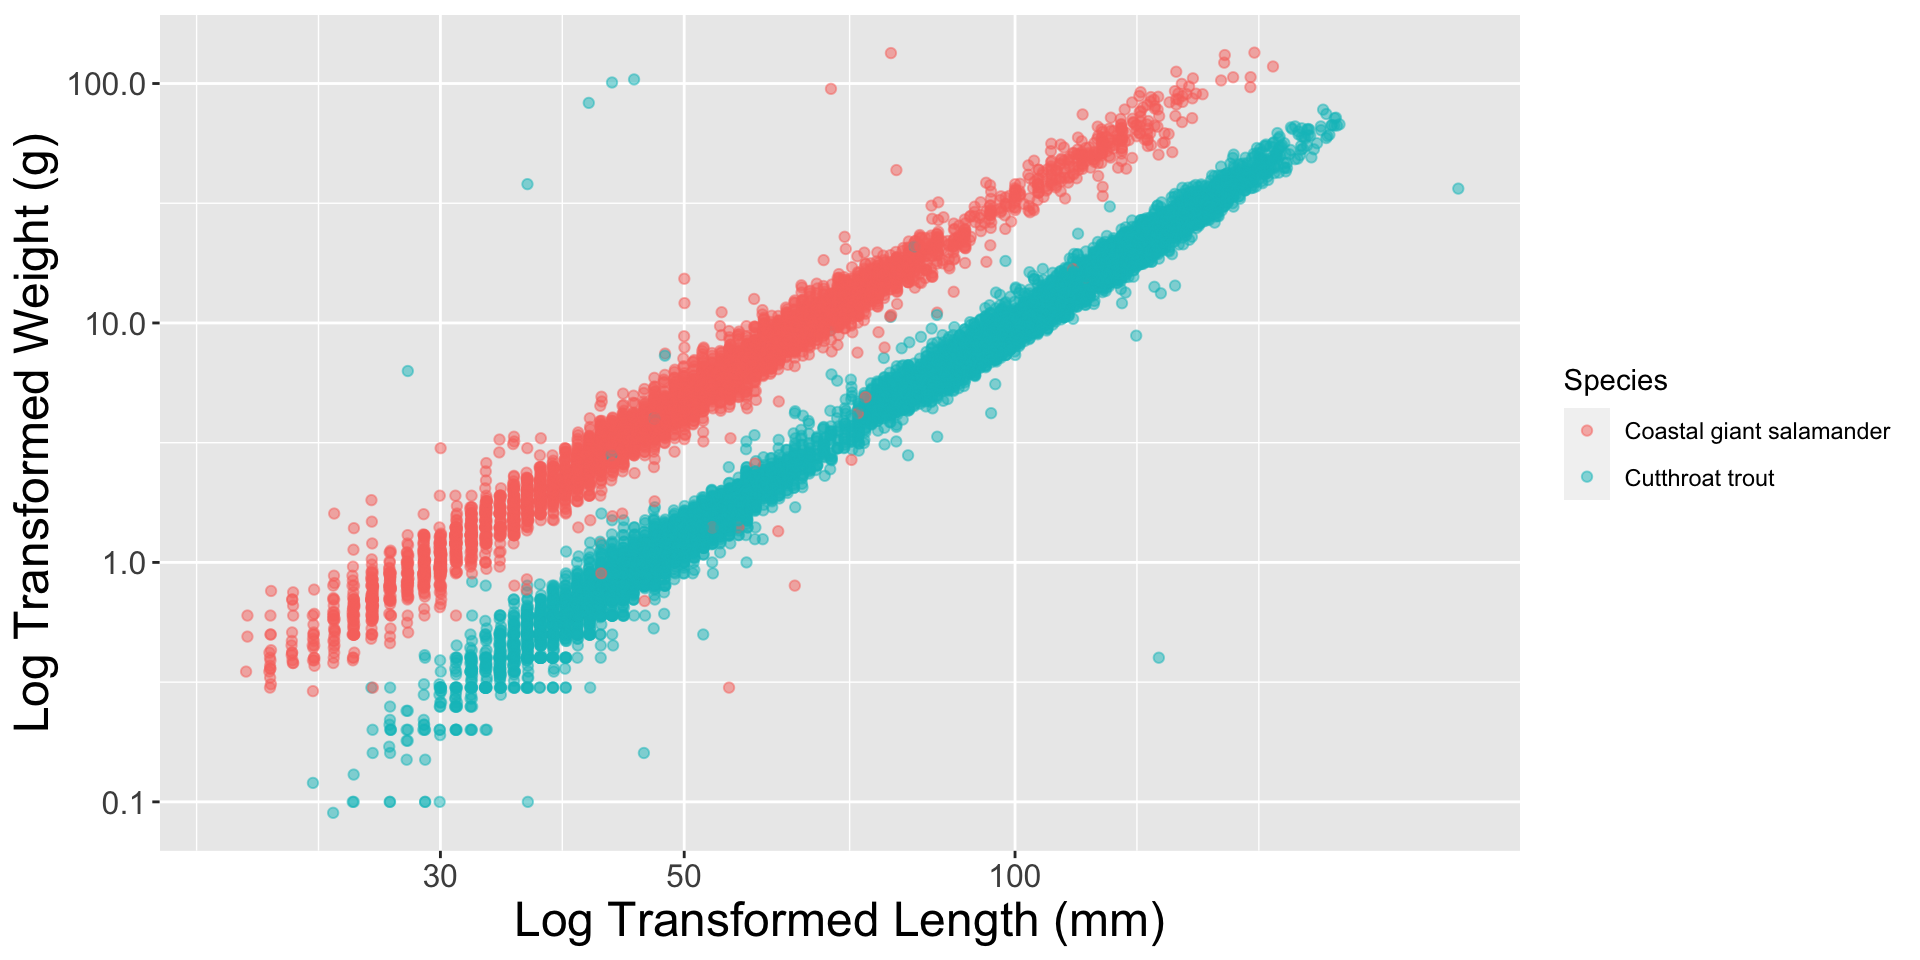 Log Transformed Weight (g)
100.0
10.0
1.0
0.1
30 50 100
Log Transformed Length (mm)
Species
Coastal giant salamander
Cutthroat trout